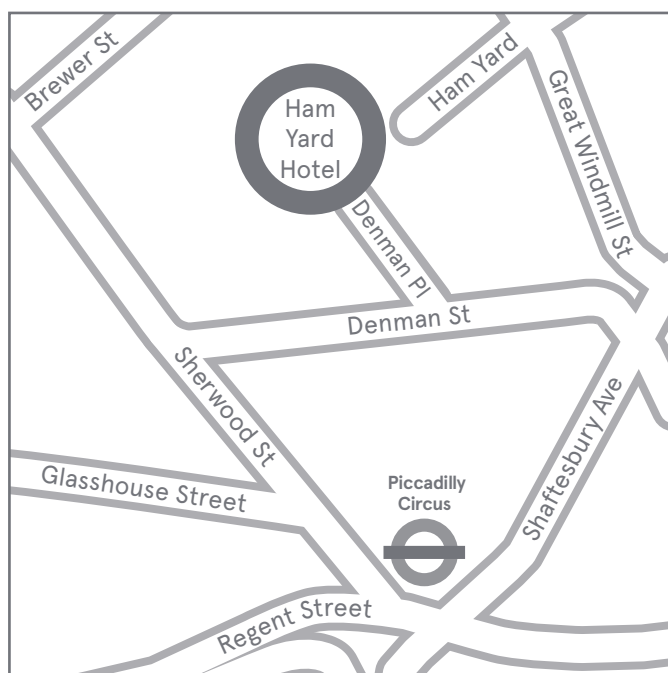 Brewer St
Ham
Yard
Hotel
Ham Yard
Great Windmill St
Denman Pl
Denman St
Sherwood St
Shaftesbury Ave
Glasshouse Street
Piccadilly
Circus
Regent Street